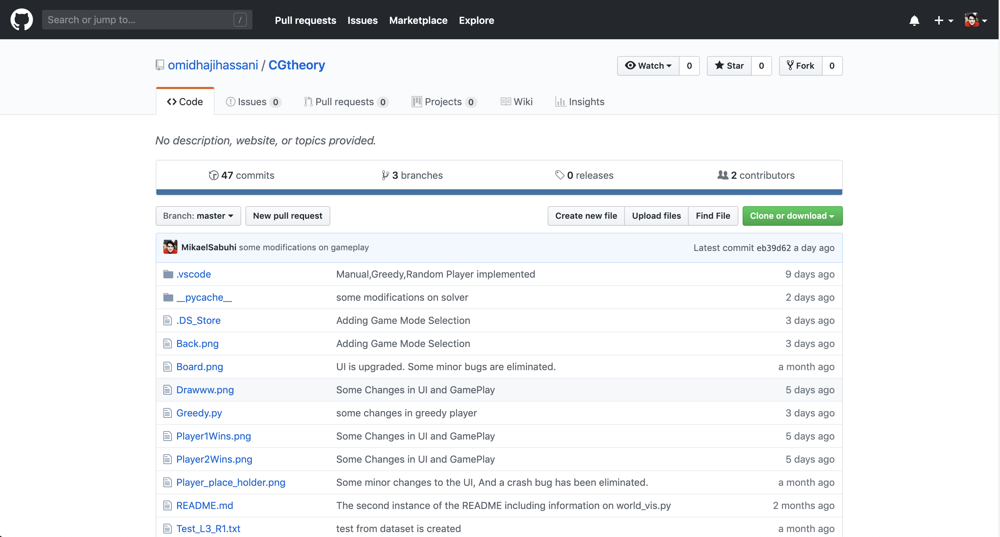 Search or jump to... / Pull requests Issues Marketplace Explore
omidhajihassani / CGtheory Watch 0 Star 0 Fork 0
Code Issues 0 Pull requests 0 Projects 0 Wiki Insights
No description, website, or topics provided.
47 commits 3 branches 0 releases 2 contributors
Branch: master New pull request Create new file Upload files Find File Clone or download
MikaelSabuhi some modifications on gameplay Latest commit eb39d62 a day ago
.vscode Manual,Greedy,Random Player implemented 9 days ago
__pycache__ some modifications on solver 2 days ago
.DS_Store Adding Game Mode Selection 3 days ago
Back.png Adding Game Mode Selection 3 days ago
Board.png UI is upgraded. Some minor bugs are eliminated. a month ago
Drawww.png Some Changes in UI and GamePlay 5 days ago
Greedy.py some changes in greedy player 3 days ago
Player1Wins.png Some Changes in UI and GamePlay 5 days ago
Player2Wins.png Some Changes in UI and GamePlay 5 days ago
Player_place_holder.png Some minor changes to the UI, And a crash bug has been eliminated. a month ago
README.md The second instance of the README including information on world_vis.py 2 months ago
Test_L3_R1.txt test from dataset is created a month ago